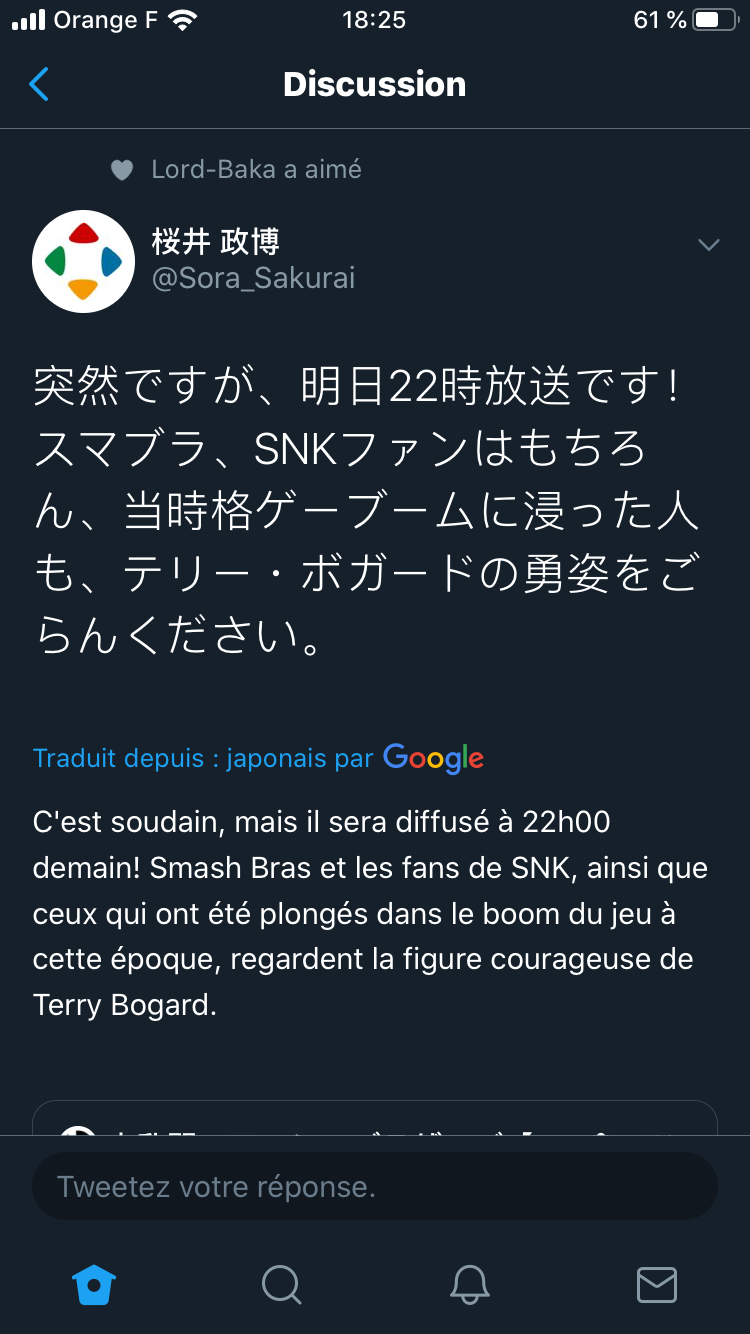 Orange F 18:25 61 %
Discussion
Lord-Baka a aimé
桜井 政博
@Sora_Sakurai
突然ですが、明日22時放送です!
スマブラ、SNKファンはもちろ
ん、当時格ゲーブームに浸った人
も、テリー・ボガードの勇姿をご
らんください。
Traduit depuis : japonais par Google
C'est soudain, mais il sera diffusé à 22h00
demain! Smash Bras et les fans de SNK, ainsi que
ceux qui ont été plongés dans le boom du jeu à
cette époque, regardent la figure courageuse de
Terry Bogard.
Tweetez votre réponse.